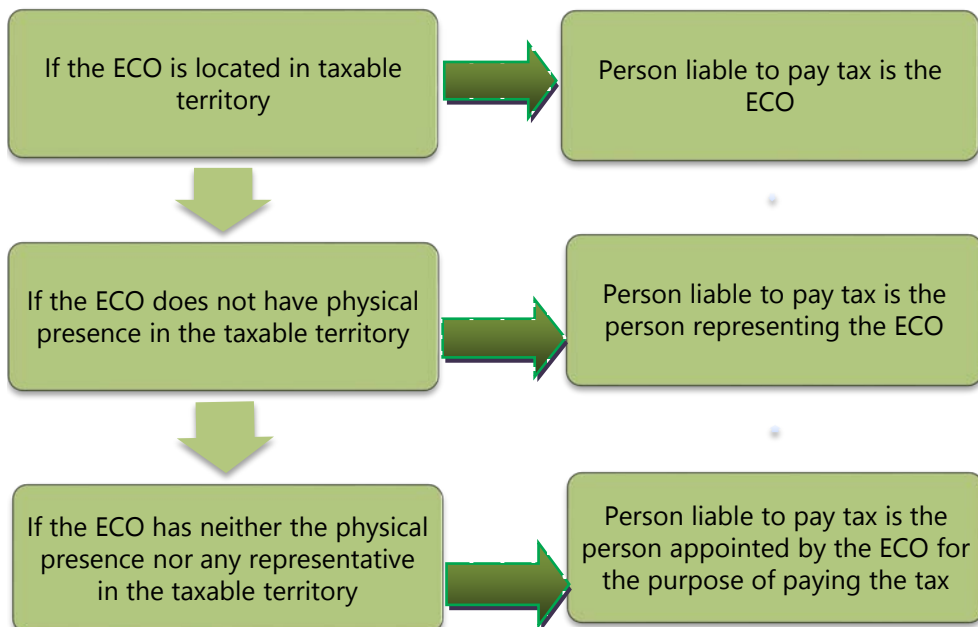 If the ECO is located in taxable
territory
Person liable to pay tax is the
ECO
If the ECO does not have physical
presence in the taxable territory
Person liable to pay tax is the
person representing the ECO
If the ECO has neither the physical
presence nor any representative
in the taxable territory
Person liable to pay tax is the
person appointed by the ECO for
the purpose of paying the tax